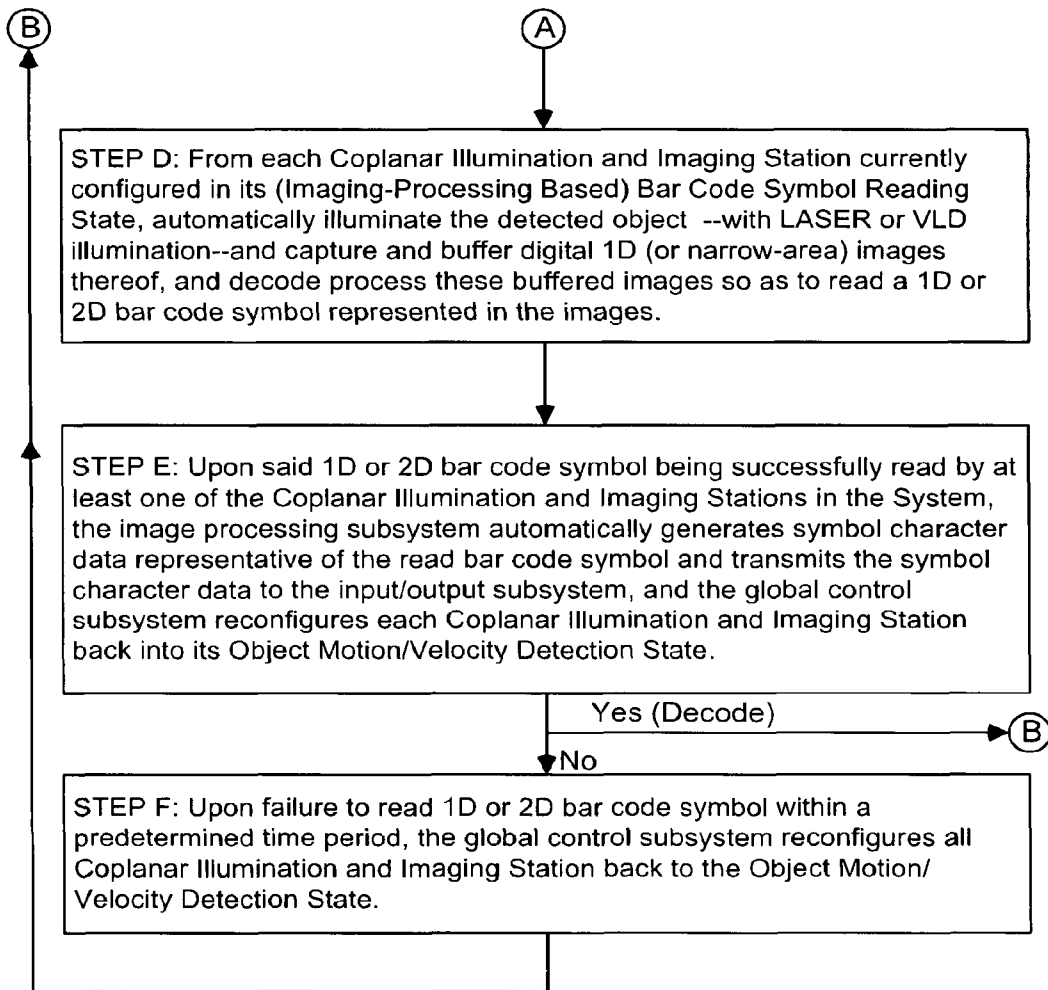 B
A
STEP D: From each Coplanar Illumination and Imaging Station currently
configured in its (Imaging-Processing Based) Bar Code Symbol Reading
State, automatically illuminate the detected object --with LASER or VLD
illumination--and capture and buffer digital 1D (or narrow-area) images
thereof, and decode process these buffered images so as to read a 1D or
2D bar code symbol represented in the images.
STEP E: Upon said 1D or 2D bar code symbol being successfully read by at
least one of the Coplanar Illumination and Imaging Stations in the System,
the image processing subsystem automatically generates symbol character
data representative of the read bar code symbol and transmits the symbol
character data to the input/output subsystem, and the global control
subsystem reconfigures each Coplanar Illumination and Imaging Station
back into its Object Motion/Velocity Detection State.
Yes (Decode)
B
No
STEP F: Upon failure to read 1D or 2D bar code symbol within a
predetermined time period, the global control subsystem reconfigures all
Coplanar Illumination and Imaging Station back to the Object Motion/
Velocity Detection State.